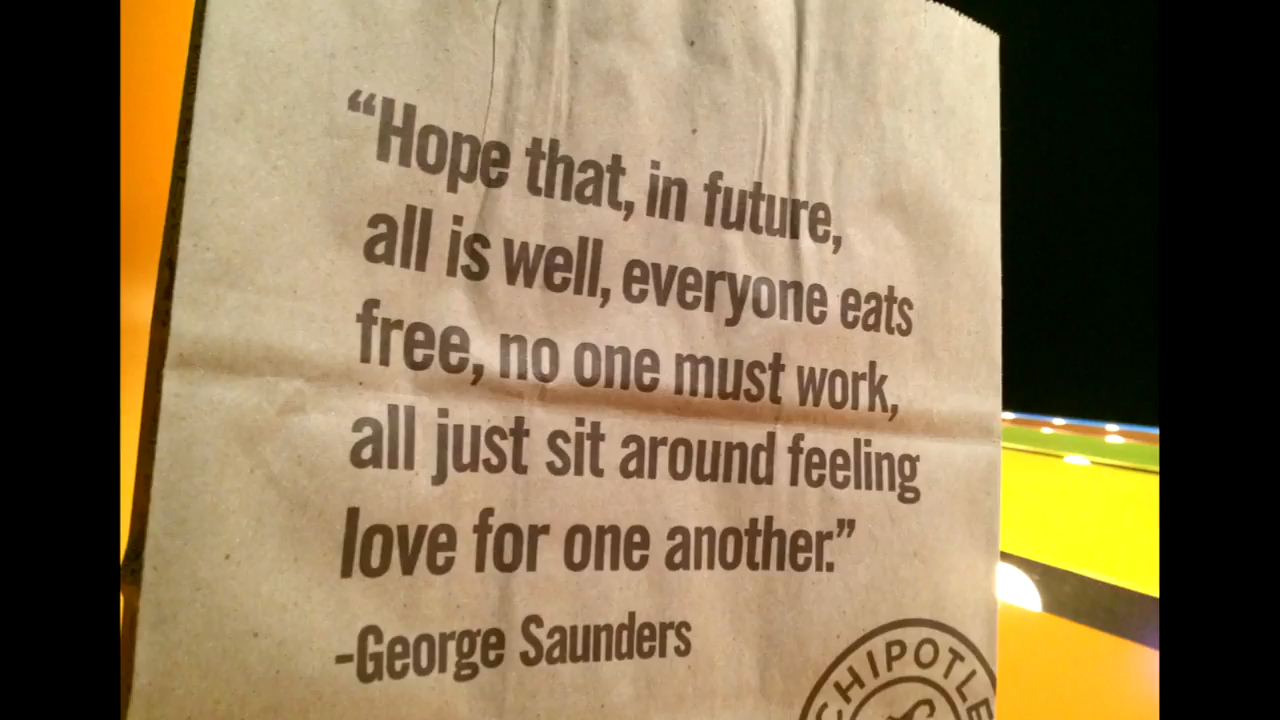 “Hope that, in future,
all is well, everyone eats
free, no one must work,
all just sit around feeling
love for one another.”
-George Saunders
CHIPOTLE